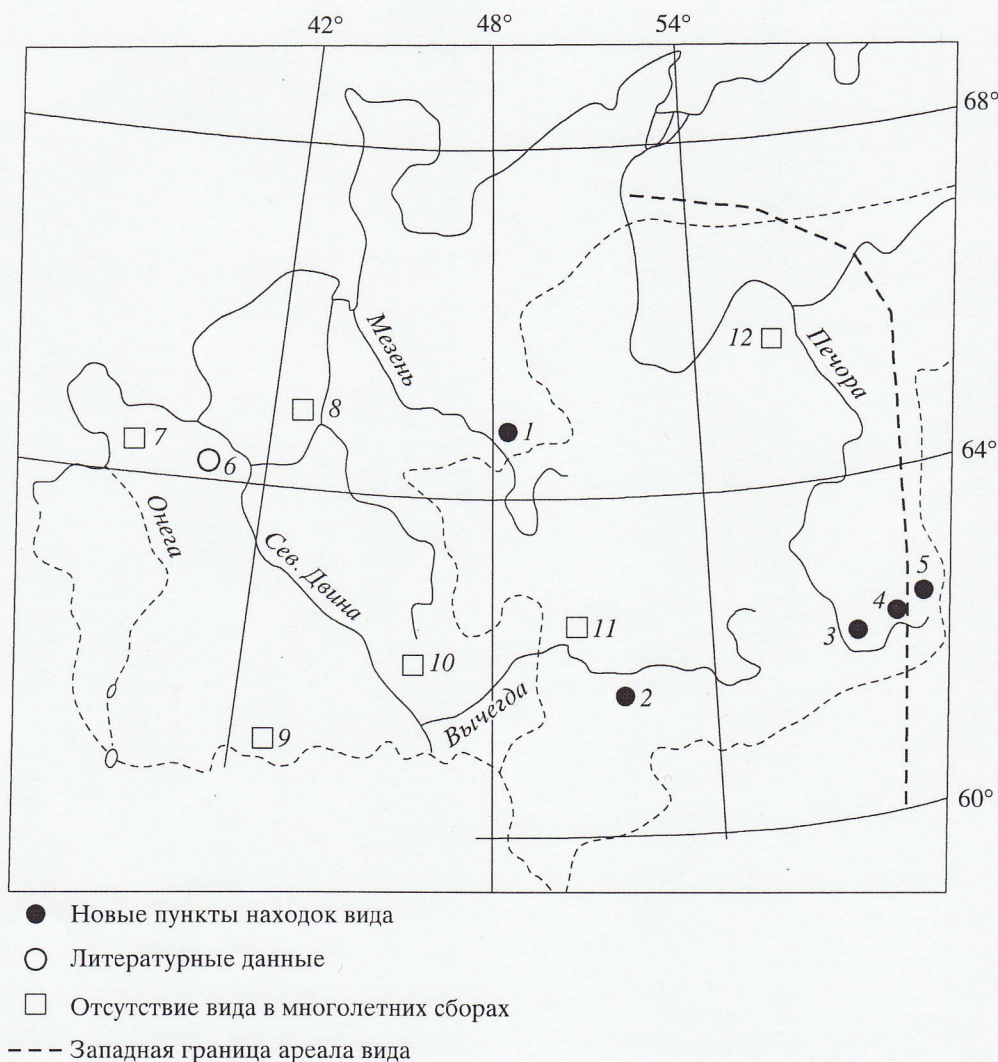 42° 48° 54°
68°
Мезень
12
Печора
8
7
1
6
64°
Онега
Сев. Двина
5
4
3
11
10
2
Вычегда
9
60°
Новые пункты находок вида
Литературные данные
Отсутствие вида в многолетних сборах
Западная граница ареала вида